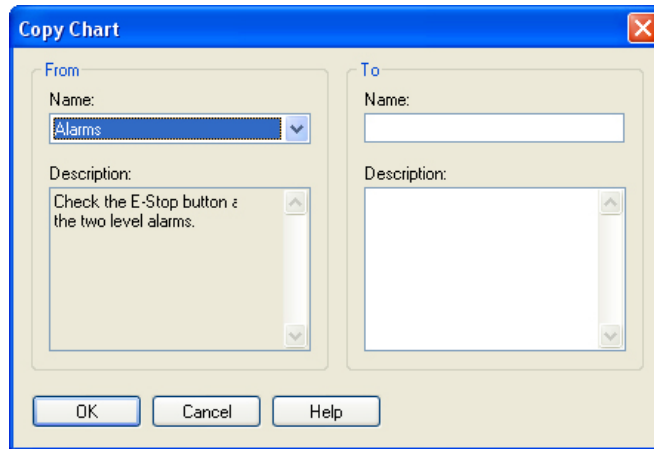 Copy Chart
From
Name:
Alarms
Description:
Check the E-Stop button a
the two level alarms.
To
Name:
Description:
OK
Cancel
Help